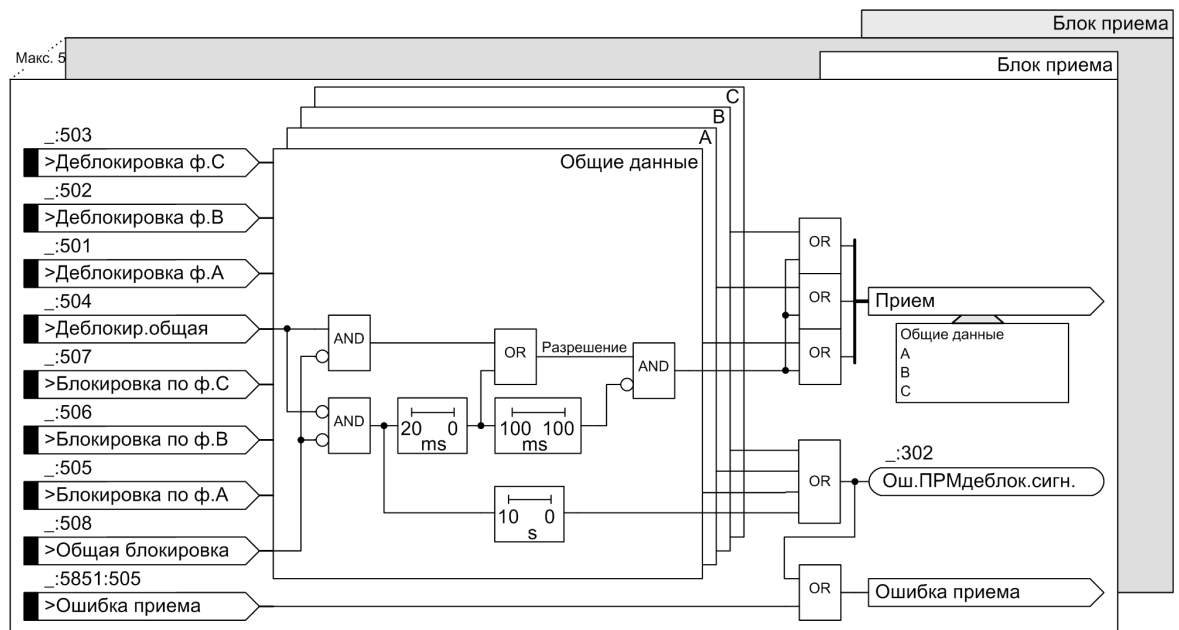 Блок приема
Макс. 5
Блок приема
C
B
A
Общие данные
_:503
>Деблокировка ф.C
_:502
>Деблокировка ф.B
_:501
>Деблокировка ф.A
_:504
>Деблокир.общая
_:507
>Блокировка по ф.C
_:506
>Блокировка по ф.B
_:505
>Блокировка по ф.A
_:508
>Общая блокировка
_:5851:505
>Ошибка приема
AND
AND
OR
Разрешение
AND
20 0
ms
100 100
ms
10 0
s
OR
OR
OR
Прием
Общие данные
A
B
C
OR
_:302
Ош.ПРМдеблок.сигн.
OR
Ошибка приема